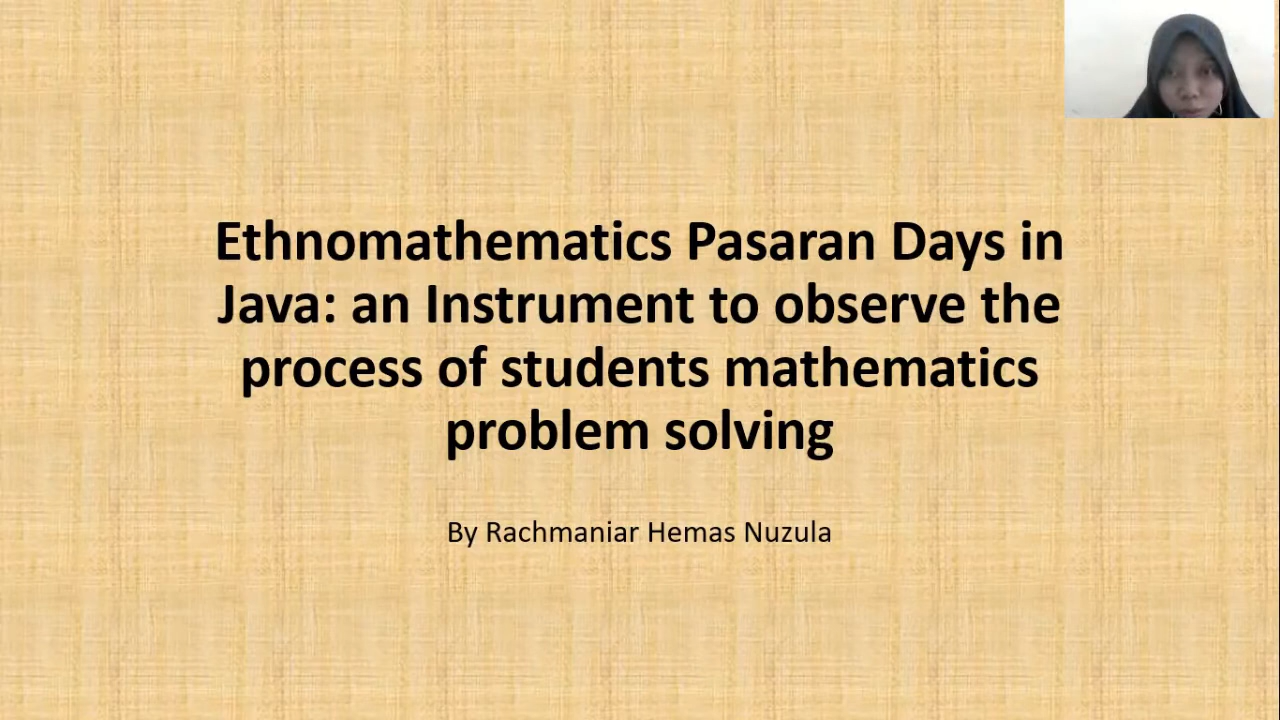 Ethnomathematics Pasaran Days in
Java: an Instrument to observe the
process of students mathematics
problem solving
By Rachmaniar Hemas Nuzula